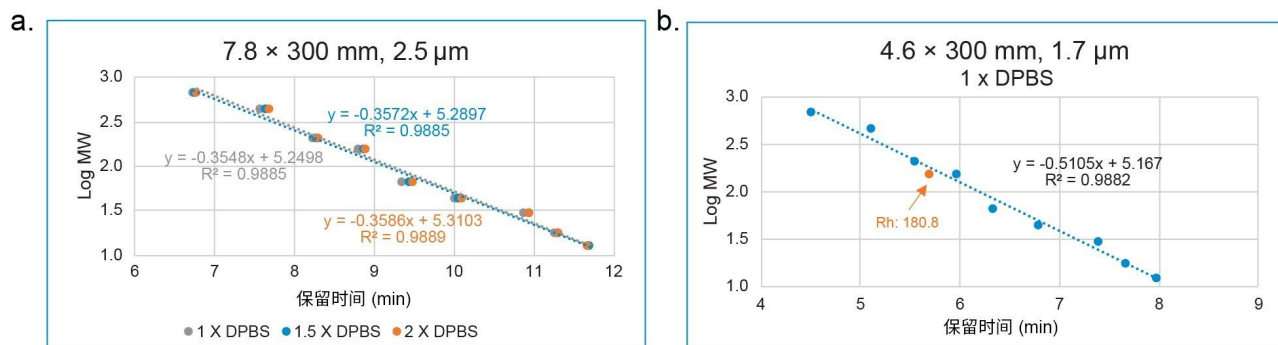 a.
7.8 × 300 mm, 2.5 µm
Log MW
3.0
2.5
2.0
1.5
1.0
y = -0.3572x + 5.2897
R² = 0.9885
y = -0.3548x + 5.2498
R² = 0.9885
y = -0.3586x + 5.3103
R² = 0.9889
6 7 8 9 10 11 12
保留时间 (min)
1 X DPBS 1.5 X DPBS 2 X DPBS
b.
4.6 × 300 mm, 1.7 µm
1 x DPBS
Log MW
3.0
2.5
2.0
1.5
1.0
y = -0.5105x + 5.167
R² = 0.9882
Rh: 180.8
4 5 6 7 8 9
保留时间 (min)